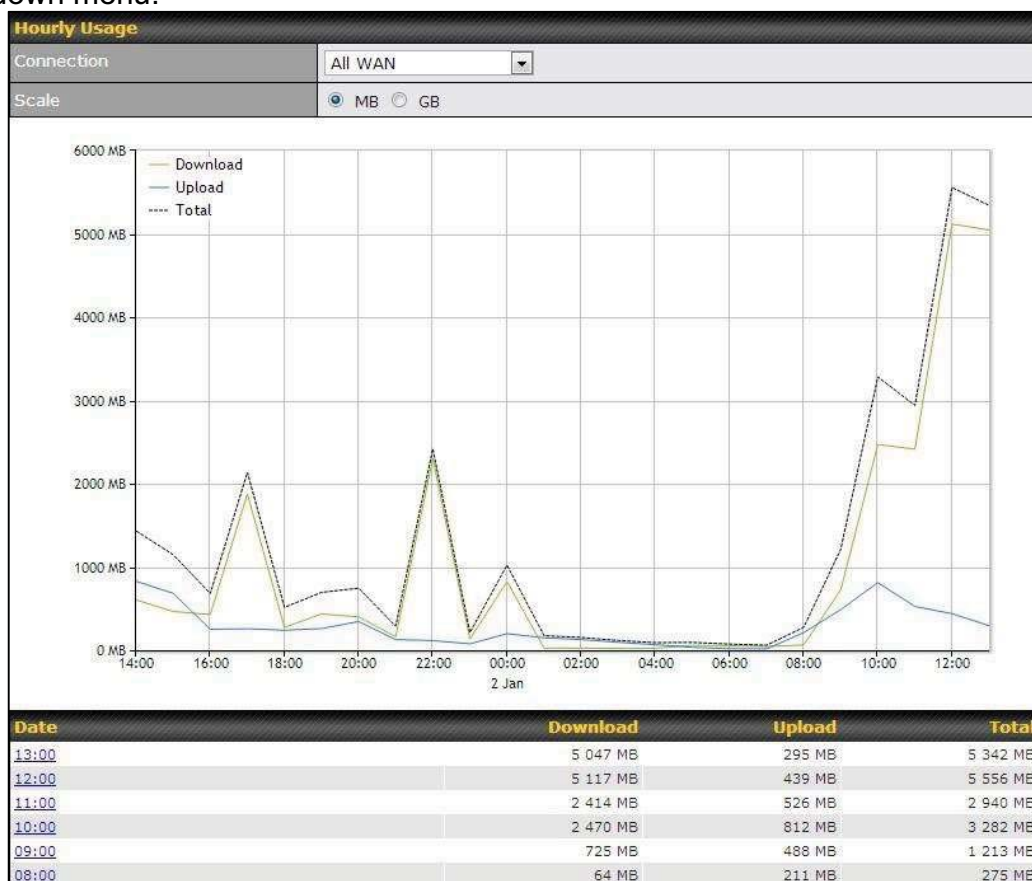 down menu.
Hourly Usage
Connection All WAN
Scale MB GB
6000 MB
Download
Upload
Total
5000 MB
4000 MB
3000 MB
2000 MB
1000 MB
0 MB
14:00 16:00 18:00 20:00 22:00 00:00 02:00 04:00 06:00 08:00 10:00 12:00
2 Jan
Date Download Upload Total
13:00 5 047 MB 295 MB 5 342 MB
12:00 5 117 MB 439 MB 5 556 MB
11:00 2 414 MB 526 MB 2 940 MB
10:00 2 470 MB 812 MB 3 282 MB
09:00 725 MB 488 MB 1 213 MB
08:00 64 MB 211 MB 275 MB